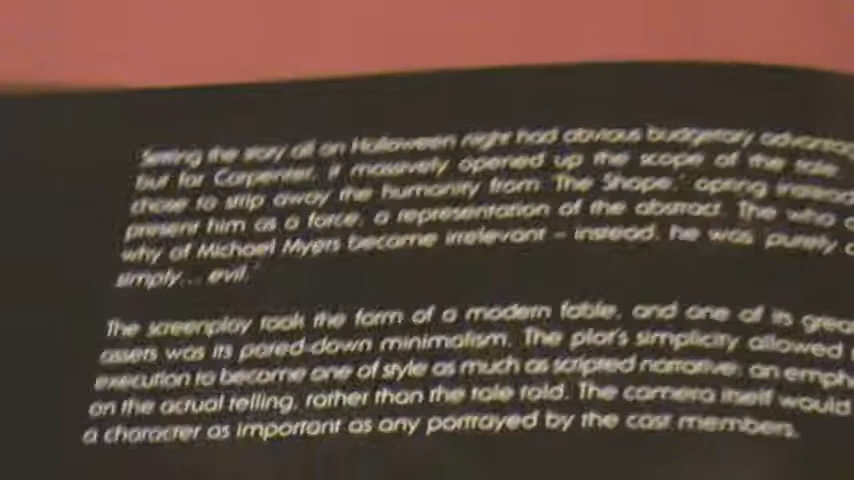 Setting the story all on Halloween night had obvious budgetary
but for Carpenter, it massively opened up the scope of the tale.
chose to strip away the humanity from 'The Shape,' opting instead
present him as a force, a representation of the abstract. The who
why of Michael Myers became irrelevant – instead, he was 'purely
simply... evil.'
The screenplay took the form of a modern fable, and one of its
assets was its pared-down minimalism. The plot's simplicity allowed
execution to become one of style as much as scripted narrative; an
on the actual telling, rather than the tale told. The camera itself would
a character as important as any portrayed by the cast members.